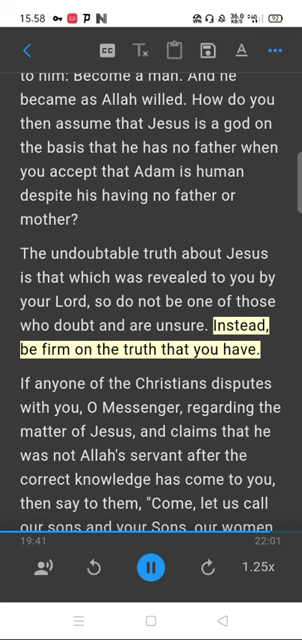 15.58
CC
to him: Become a man. And he
became as Allah willed. How do you
then assume that Jesus is a god on
the basis that he has no father when
you accept that Adam is human
despite his having no father or
mother?
The undoubtable truth about Jesus
is that which was revealed to you by
your Lord, so do not be one of those
who doubt and are unsure. Instead,
be firm on the truth that you have.
If anyone of the Christians disputes
with you, O Messenger, regarding the
matter of Jesus, and claims that he
was not Allah's servant after the
correct knowledge has come to you,
then say to them, "Come, let us call
our sons and your Sons, our women
19:41
22:01
1.25x